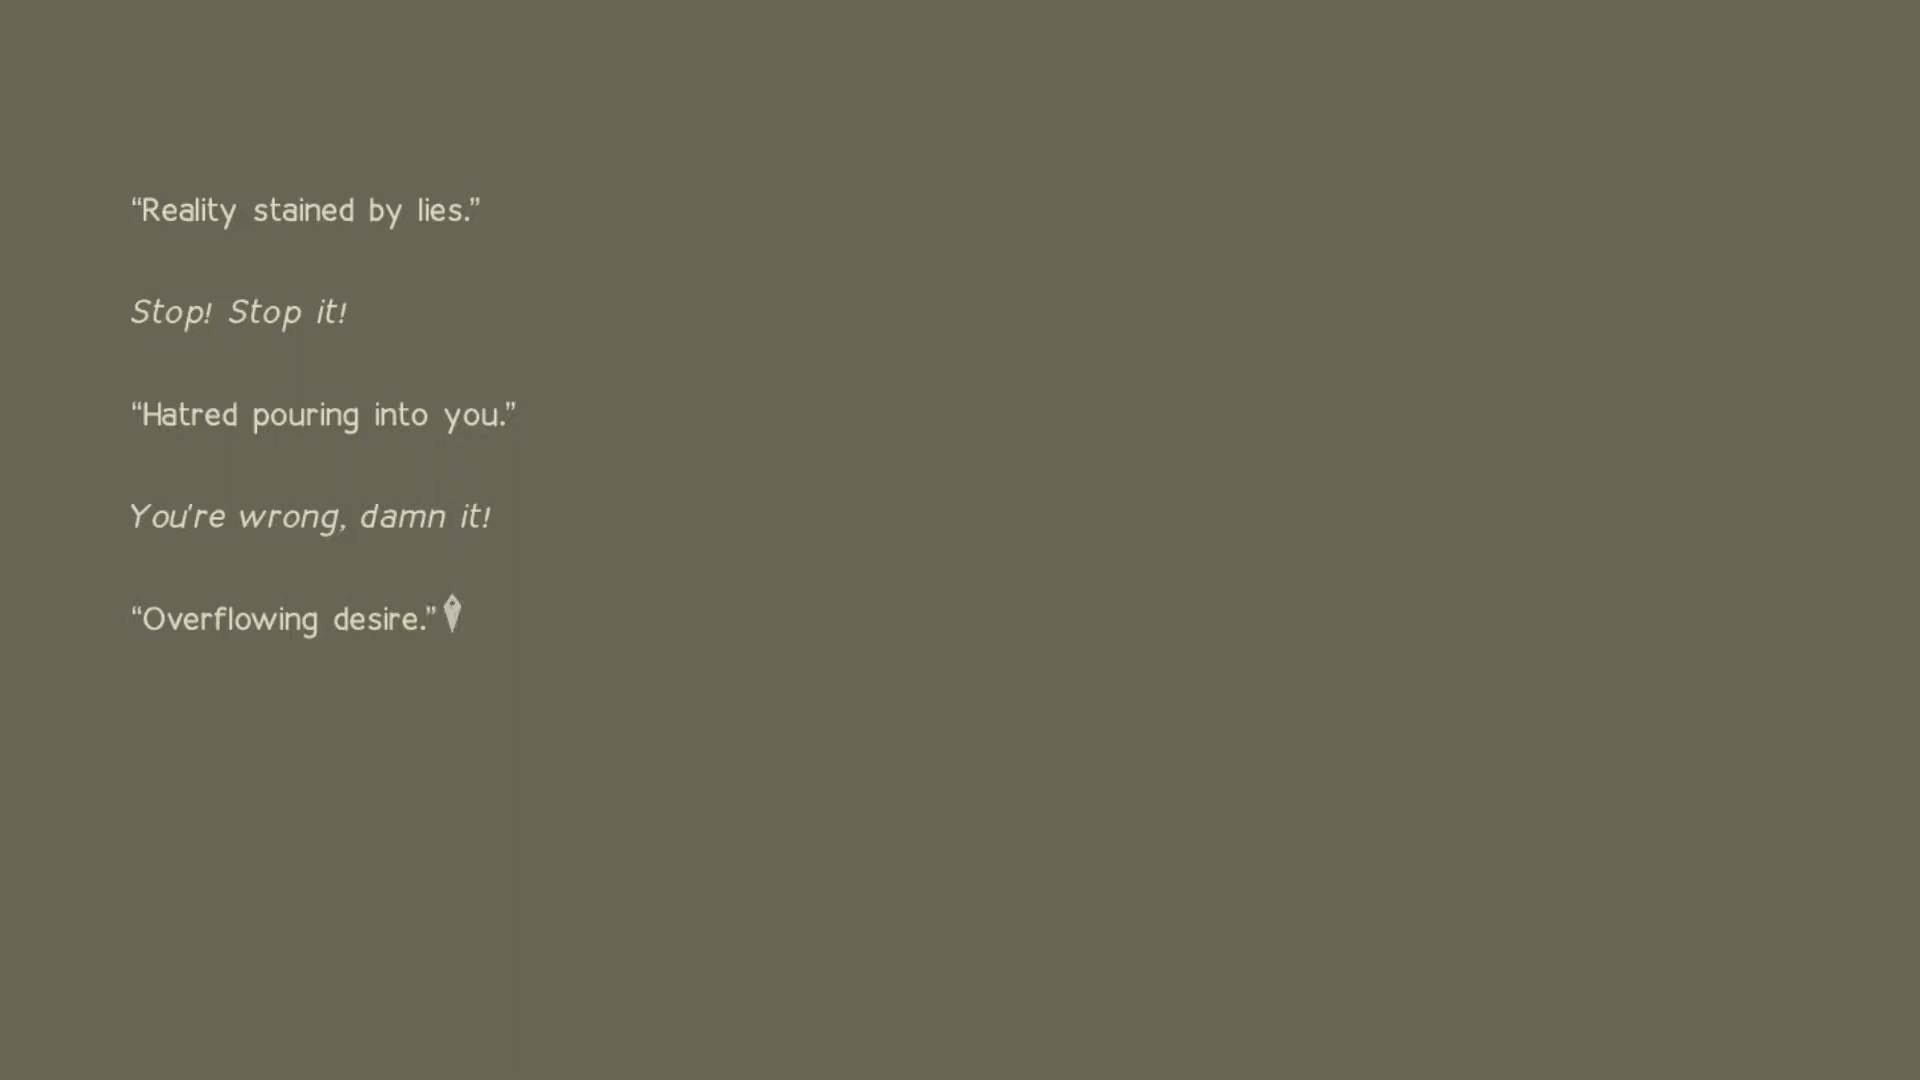 “Reality stained by lies.”
Stop! Stop it!
“Hatred pouring into you.”
You're wrong, damn it!
“Overflowing desire.”